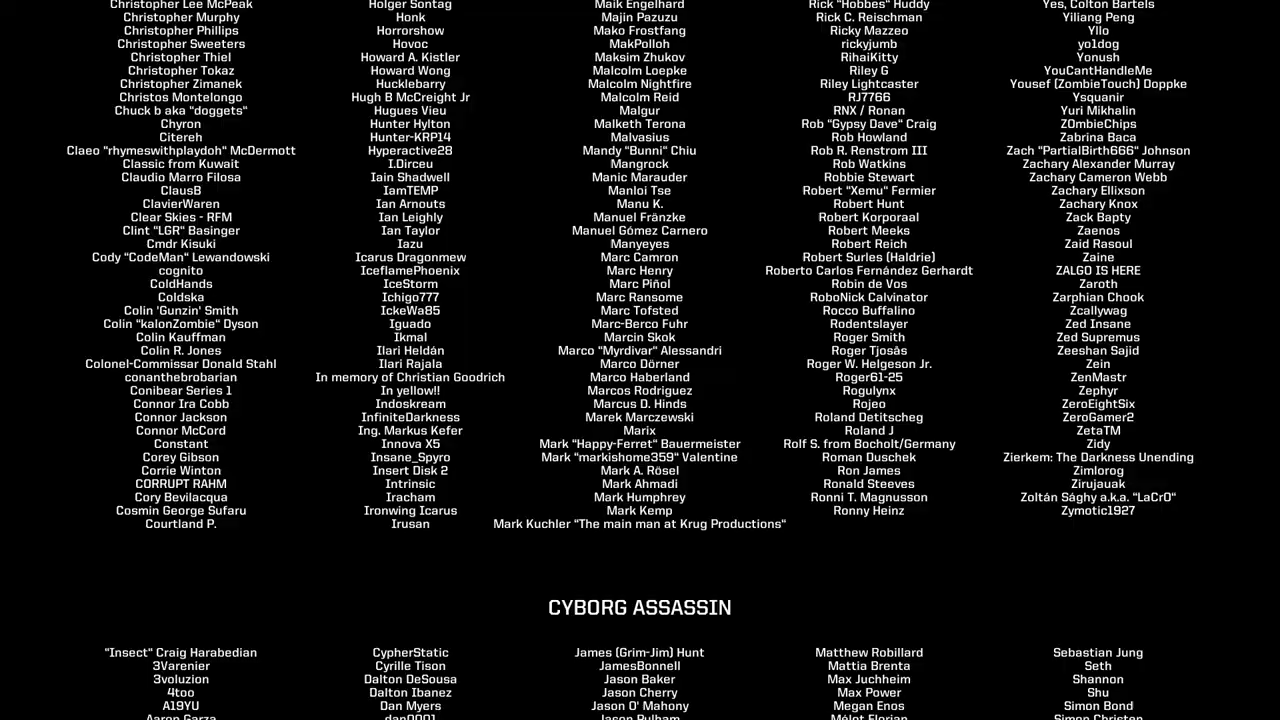 Christopher Lee McPeak
Christopher Murphy
Christopher Phillips
Christopher Sweeters
Christopher Thiel
Christopher Tokaz
Christopher Zimanek
Christos Montelongo
Chuck b aka "doggets"
Chyron
Citereh
Claeo "rhymeswithplaydoh" McDermott
Classic from Kuwait
Claudio Marro Filosa
ClausB
ClavierWaren
Clear Skies - RFM
Clint "LGR" Basinger
Cmdr Kisuki
Cody "CodeMan" Lewandowski
cognito
ColdHands
Coldska
Colin 'Gunzin' Smith
Colin "kalonZombie" Dyson
Colin Kauffman
Colin R. Jones
Colonel-Commissar Donald Stahl
conanthebrobarian
Conibear Series 1
Connor Ira Cobb
Connor Jackson
Connor McCord
Constant
Corey Gibson
Corrie Winton
CORRUPT RAHM
Cory Bevilacqua
Cosmin George Sufaru
Courtland P.
Holger Sontag
Honk
Horrorshow
Hovoc
Howard A. Kistler
Howard Wong
Hucklebarry
Hugh B McCreight Jr
Hugues Vieu
Hunter Hylton
Hunter-KRP14
Hyperactive28
I.Dirceu
Iain Shadwell
IamTEMP
Ian Arnouts
Ian Leighly
Ian Taylor
Iazu
Icarus Dragonmew
IceflamePhoenix
IceStorm
Ichigo777
IckeWa85
Iguado
Ikmal
Ilari Heldán
Ilari Rajala
In memory of Christian Goodrich
In yellow!!
Indoskream
InfiniteDarkness
Ing. Markus Kefer
Innova X5
Insane_Spyro
Insert Disk 2
Intrinsic
Iracham
Ironwing Icarus
Irusan
Maik Engelhard
Majin Pazuzu
Mako Frostfang
MakPolloh
Maksim Zhukov
Malcolm Loepke
Malcolm Nightfire
Malcolm Reid
Malgur
Malketh Terona
Malvasius
Mandy "Bunni" Chiu
Mangrock
Manic Marauder
Manloi Tse
Manu K.
Manuel Fränzke
Manuel Gómez Carnero
Manyeyes
Marc Camron
Marc Henry
Marc Piñol
Marc Ransome
Marc Tofsted
Marc-Berco Fuhr
Marcin Skok
Marco "Myrdivar" Alessandri
Marco Dörner
Marco Haberland
Marcos Rodriguez
Marcus D. Hinds
Marek Marczewski
Marix
Mark "Happy-Ferret" Bauermeister
Mark "markishome359" Valentine
Mark A. Rösel
Mark Ahmadi
Mark Humphrey
Mark Kemp
Mark Kuchler "The main man at Krug Productions"
Rick "Hobbes" Huddy
Rick C. Reischman
Ricky Mazzeo
rickyjumb
RihaiKitty
Riley G
Riley Lightcaster
RJ7766
RNX / Ronan
Rob "Gypsy Dave" Craig
Rob Howland
Rob R. Renstrom III
Rob Watkins
Robbie Stewart
Robert "Xemu" Fermier
Robert Hunt
Robert Korporaal
Robert Meeks
Robert Reich
Robert Surles (Haldrie)
Roberto Carlos Fernández Gerhardt
Robin de Vos
RoboNick Calvinator
Rocco Buffalino
Rodentslayer
Roger Smith
Roger Tjosås
Roger W. Helgeson Jr.
Roger61-25
Rogulynx
Rojeo
Roland Detitscheg
Roland J
Rolf S. from Bocholt/Germany
Roman Duschek
Ron James
Ronald Steeves
Ronni T. Magnusson
Ronny Heinz
Yes, Colton Bartels
Yiliang Peng
Yllo
yo1dog
Yonush
YouCantHandleMe
Yousef (ZombieTouch) Doppke
Ysquanir
Yuri Mikhalin
Z0mbieChips
Zabrina Baca
Zach "PartialBirth666" Johnson
Zachary Alexander Murray
Zachary Cameron Webb
Zachary Ellixson
Zachary Knox
Zack Bapty
Zaenos
Zaid Rasoul
Zaine
ZALGO IS HERE
Zaroth
Zarphian Chook
Zcallywag
Zed Insane
Zed Supremus
Zeeshan Sajid
Zein
ZenMastr
Zephyr
ZeroEightSix
ZeroGamer2
ZetaTM
Zidy
Zierkem: The Darkness Unending
Zimlorog
Zirujauak
Zoltán Sághy a.k.a. "LaCrO"
Zymotic1927
CYBORG ASSASSIN
"Insect" Craig Harabedian
3Varenier
3voluzion
4too
A19YU
Aaron Garza
CypherStatic
Cyrille Tison
Dalton DeSousa
Dalton Ibanez
Dan Myers
dan0001
James (Grim-Jim) Hunt
JamesBonnell
Jason Baker
Jason Cherry
Jason O' Mahony
Jason Pulham
Matthew Robillard
Mattia Brenta
Max Juchheim
Max Power
Megan Enos
Mélot Florian
Sebastian Jung
Seth
Shannon
Shu
Simon Bond
Simon Christen